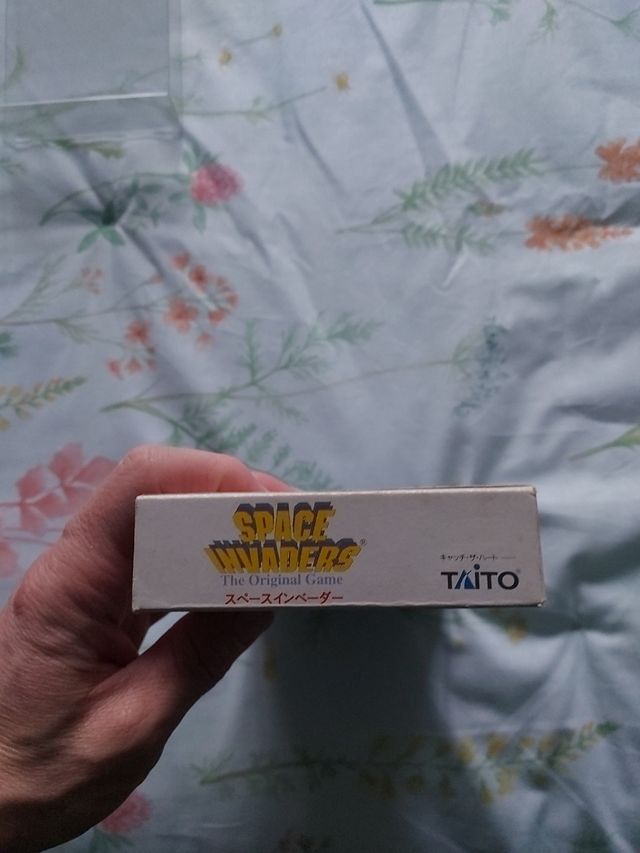 SPACE
INVADERS®
The Original Game
スペースインベーダー
キャッチ・ザ・ハート
TAITO®